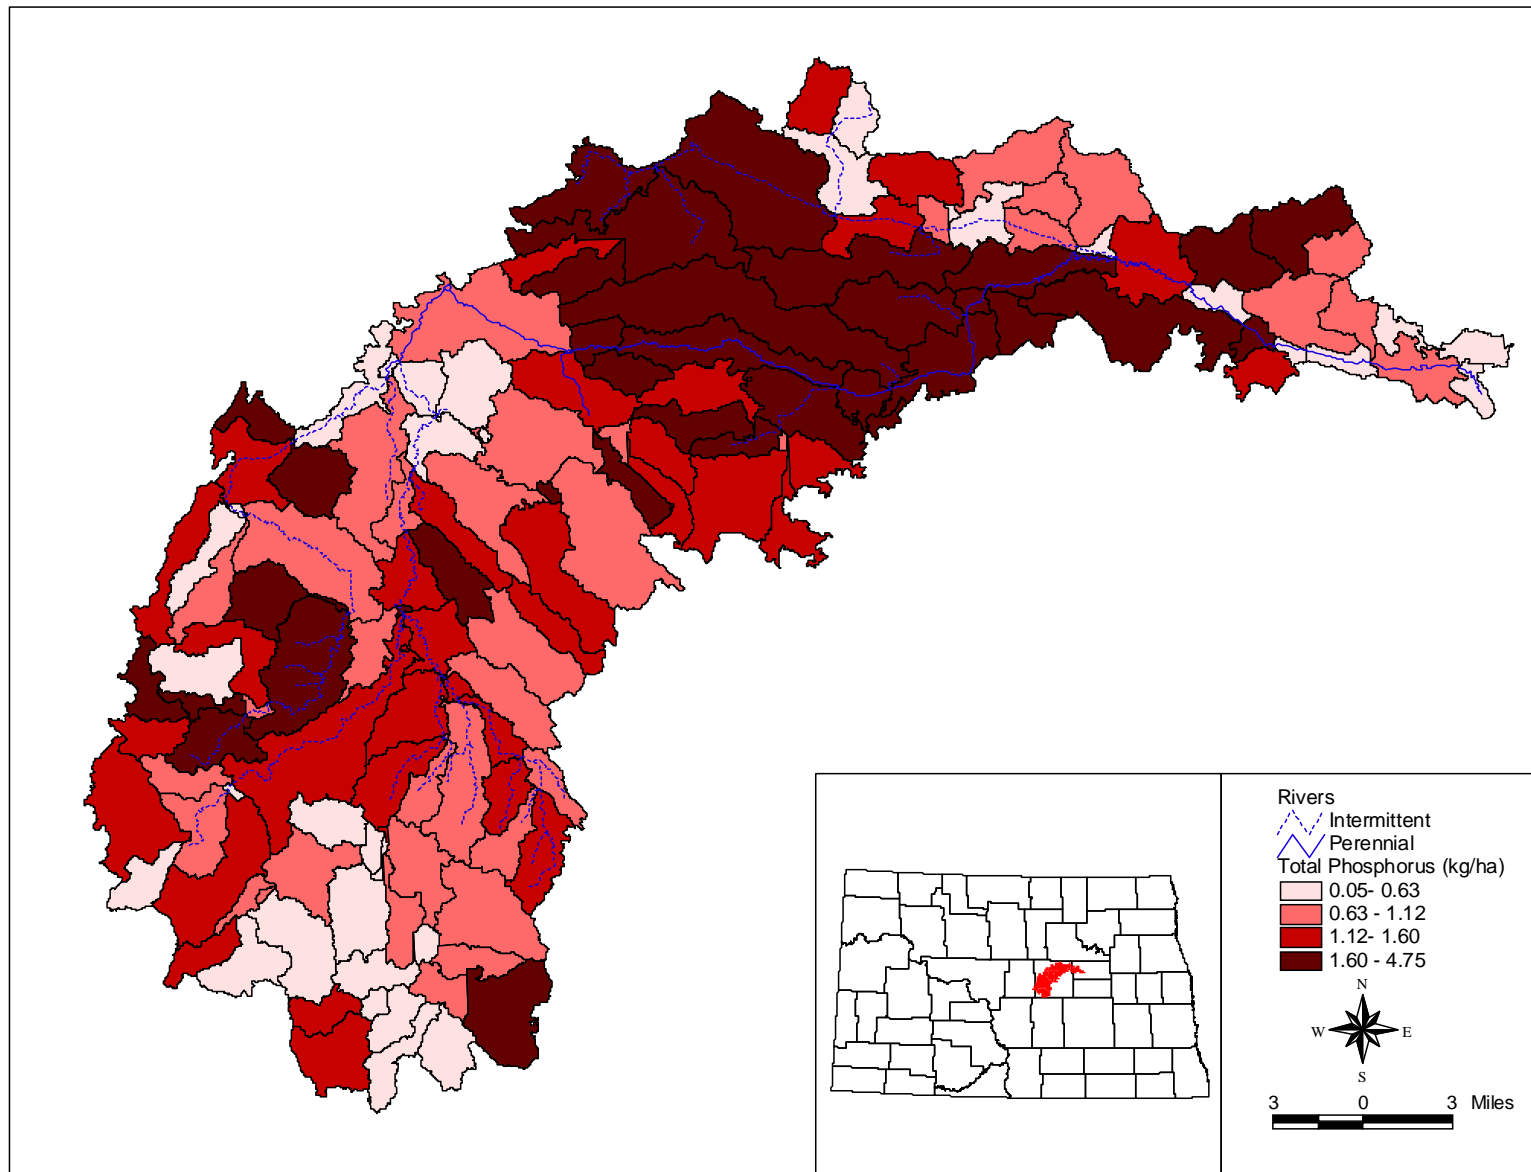 Rivers
Intermittent
Perennial
Total Phosphorus (kg/ha)
0.05- 0.63
0.63 - 1.12
1.12- 1.60
1.60 - 4.75
N
W E
S
3 0 3 Miles